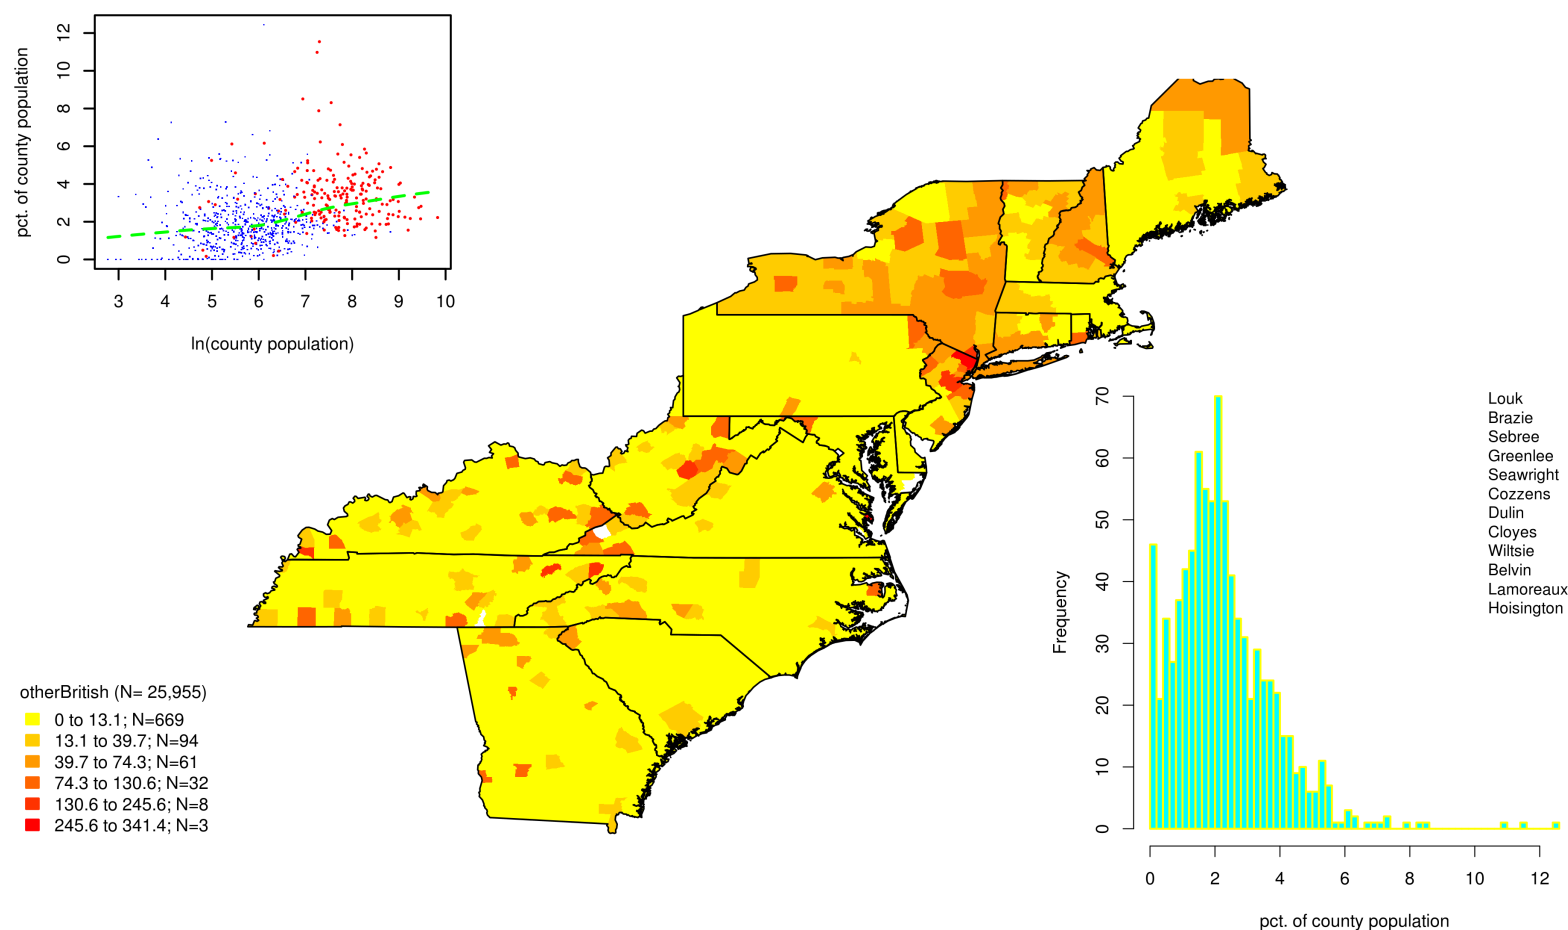 pct. of county population
0
2
4
6
8
10
12
3 4 5 6 7 8 9 10
ln(county population)
otherBritish (N= 25,955)
0 to 13.1; N=669
13.1 to 39.7; N=94
39.7 to 74.3; N=61
74.3 to 130.6; N=32
130.6 to 245.6; N=8
245.6 to 341.4; N=3
Louk
Brazie
Sebree
Greenlee
Seawright
Cozzens
Dulin
Cloyes
Wiltsie
Belvin
Lamoreaux
Hoisington
Frequency
0
10
20
30
40
50
60
70
0 2 4 6 8 10 12
pct. of county population